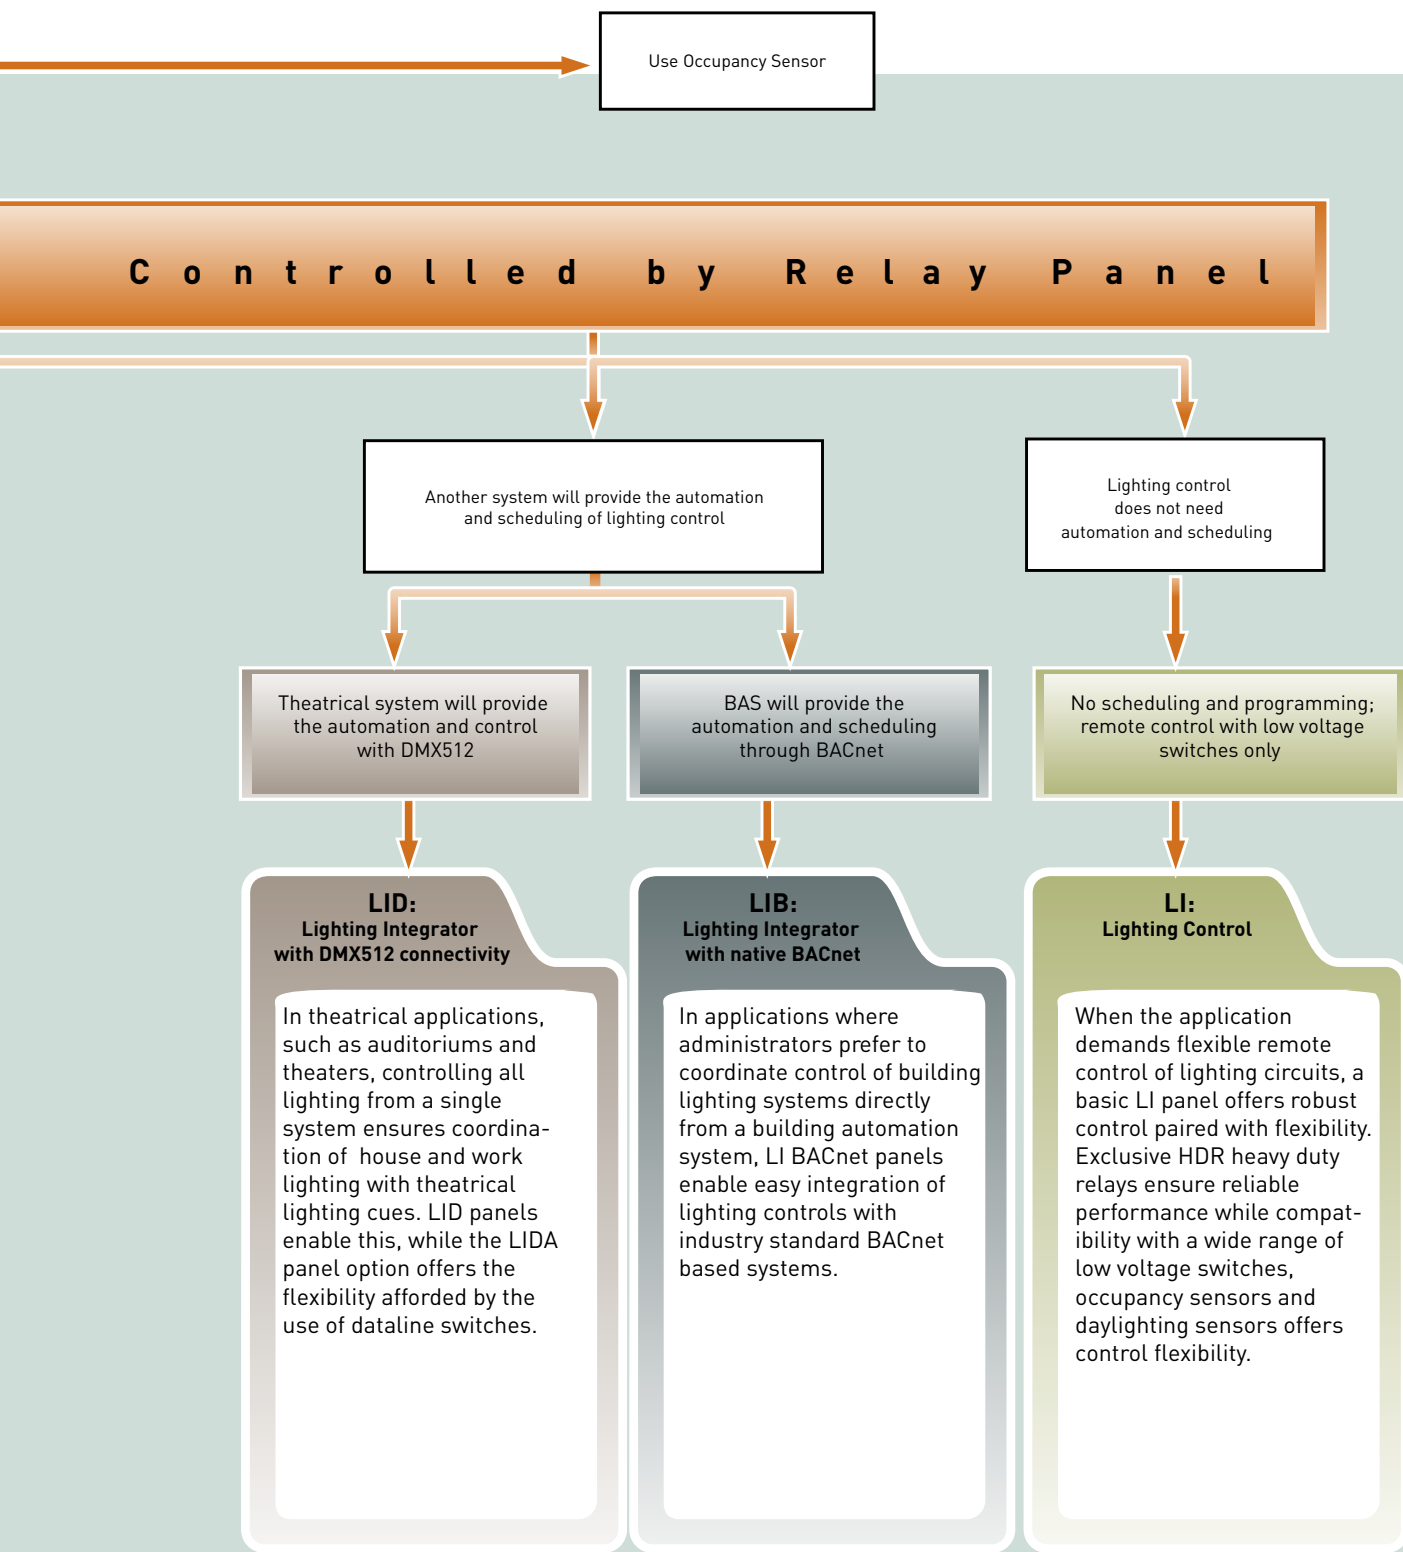 Use Occupancy Sensor
Controlled by Relay Panel
Another system will provide the automation
and scheduling of lighting control
Lighting control
does not need
automation and scheduling
Theatrical system will provide
the automation and control
with DMX512
BAS will provide the
automation and scheduling
through BACnet
No scheduling and programming;
remote control with low voltage
switches only
LID:
Lighting Integrator
with DMX512 connectivity
In theatrical applications,
such as auditoriums and
theaters, controlling all
lighting from a single
system ensures coordina-
tion of house and work
lighting with theatrical
lighting cues. LID panels
enable this, while the LIDA
panel option offers the
flexibility afforded by the
use of dataline switches.
LIB:
Lighting Integrator
with native BACnet
In applications where
administrators prefer to
coordinate control of building
lighting systems directly
from a building automation
system, LI BACnet panels
enable easy integration of
lighting controls with
industry standard BACnet
based systems.
LI:
Lighting Control
When the application
demands flexible remote
control of lighting circuits, a
basic LI panel offers robust
control paired with flexibility.
Exclusive HDR heavy duty
relays ensure reliable
performance while compat-
ibility with a wide range of
low voltage switches,
occupancy sensors and
daylighting sensors offers
control flexibility.